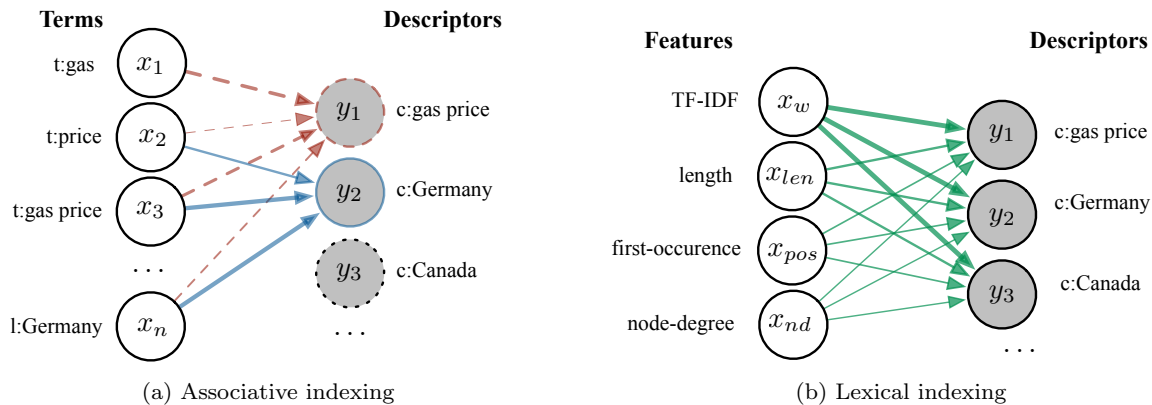 Terms
Descriptors
t:gas
x1
t:price
x2
t:gas price
x3
...
l:Germany
xn
y1
c:gas price
y2
c:Germany
y3
c:Canada
...
(a) Associative indexing
Features
Descriptors
TF-IDF
xw
length
xlen
first-occurence
xpos
node-degree
xnd
y1
c:gas price
y2
c:Germany
y3
c:Canada
...
(b) Lexical indexing